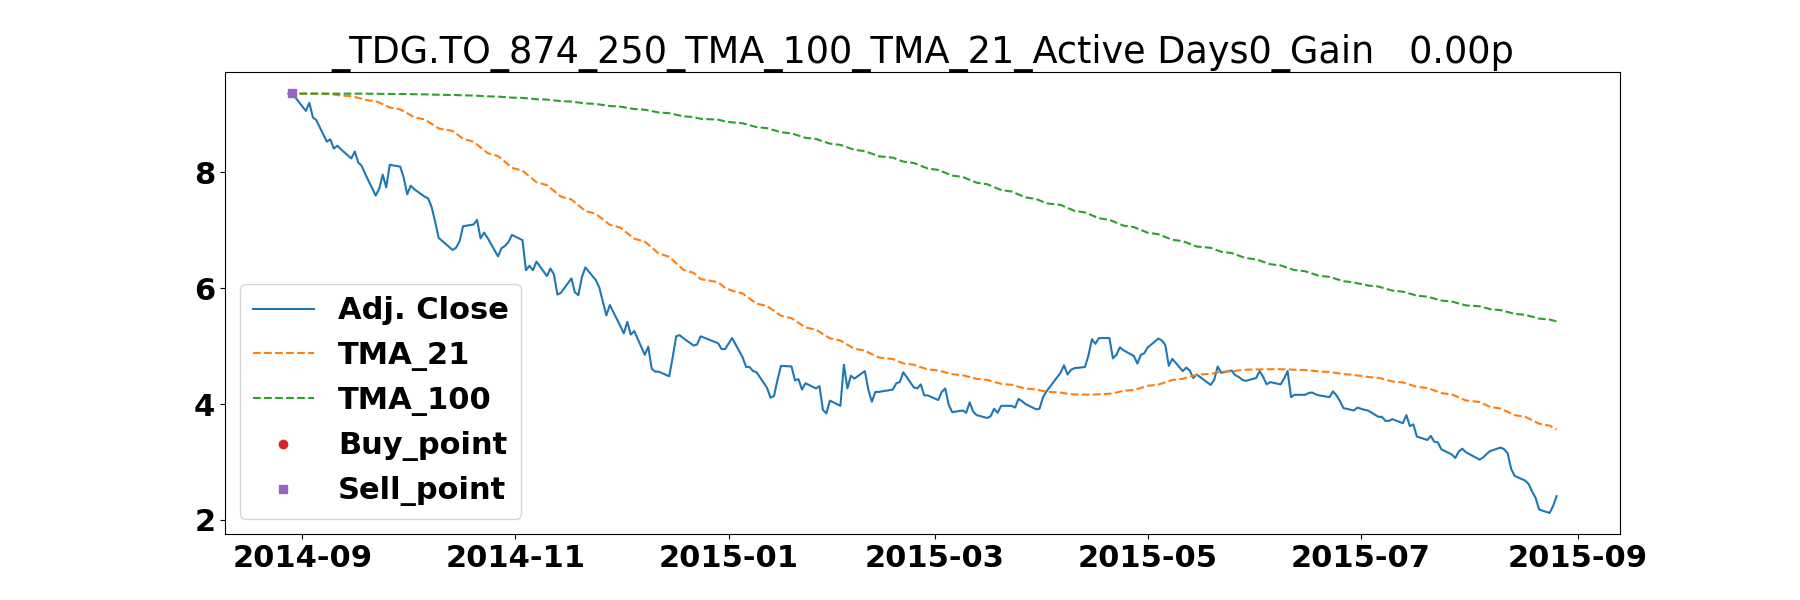 _TDG.TO_874_250_TMA_100_TMA_21_Active Days0_Gain   0.00p
8
6
4
2
Adj. Close
TMA_21
TMA_100
Buy_point
Sell_point
2014-09 2014-11 2015-01 2015-03 2015-05 2015-07 2015-09